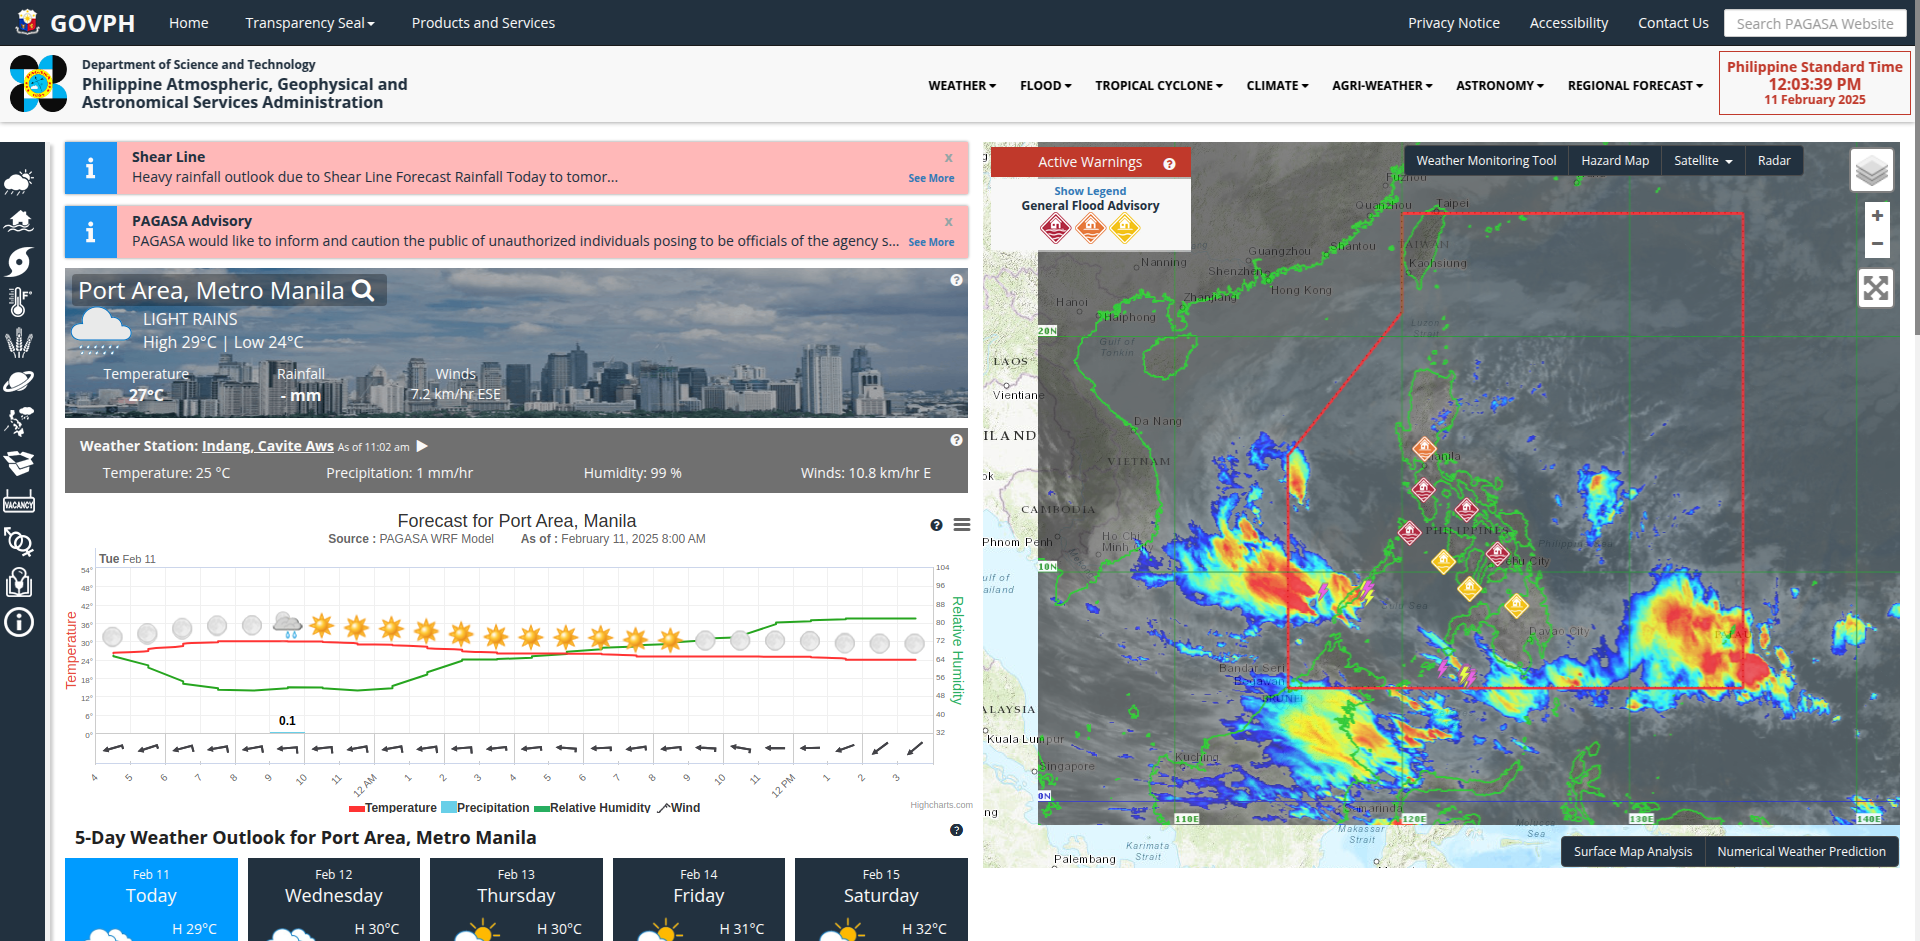 GOVPH
Home
Transparency Seal
Products and Services
Privacy Notice
Accessibility
Contact Us
Search PAGASA Website
Department of Science and Technology
Philippine Atmospheric, Geophysical and
Astronomical Services Administration
WEATHER
FLOOD
TROPICAL CYCLONE
CLIMATE
AGRI-WEATHER
ASTRONOMY
REGIONAL FORECAST
Philippine Standard Time
12:03:39 PM
11 February 2025
Shear Line
x
Heavy rainfall outlook due to Shear Line Forecast Rainfall Today to tomor...
See More
PAGASA Advisory
x
PAGASA would like to inform and caution the public of unauthorized individuals posing to be officials of the agency s...
See More
Port Area, Metro Manila
LIGHT RAINS
High 29°C | Low 24°C
Temperature
Rainfall
Winds
27°C
- mm
7.2 km/hr ESE
Weather Station: Indang, Cavite Aws As of 11:02 am
Temperature: 25 °C
Precipitation: 1 mm/hr
Humidity: 99 %
Winds: 10.8 km/hr E
VACANCY
Forecast for Port Area, Manila
Source : PAGASA WRF Model As of : February 11, 2025 8:00 AM
Tue Feb 11
54°
48°
42°
36°
30°
24°
18°
12°
6°
0°
Temperature
104
96
88
80
72
64
56
48
40
32
Relative Humidity
0.1
4 5 6 7 8 9 10 11 12 AM 1 2 3 4 5 6 7 8 9 10 11 12 PM 1 2 3
Temperature Precipitation Relative Humidity Wind
Highcharts.com
5-Day Weather Outlook for Port Area, Metro Manila
Feb 11
Today
H 29°C
Feb 12
Wednesday
H 30°C
Feb 13
Thursday
H 30°C
Feb 14
Friday
H 31°C
Feb 15
Saturday
H 32°C
Active Warnings
Show Legend
General Flood Advisory
Weather Monitoring Tool
Hazard Map
Satellite
Radar
+
−
Fuzhou
Quanzhou
Taipei
Guangzhou
Shantou
TAIWAN
Nanning
Shenzhen
Kaohsiung
Hanoi
Zhanjiang
Hong Kong
Haiphong
20N
Luzon
Strait
Gulf of
Tonkin
LAOS
Vientiane
Da Nang
ILAND
VIETNAM
Manila
ok
CAMBODIA
PHILIPPINES
Phnom Penh
Ho Chi
Minh City
10N
ulf of
ailand
Davao City
PALAU
Bandar Seri
Begawan
BRUNEI
ALAYSIA
Kuala Lumpur
Kuching
Singapore
0N
Samarinda
ng
110E
120E
130E
140E
Makassar
Strait
Sea
Karimata
Strait
Palembang
Surface Map Analysis
Numerical Weather Prediction